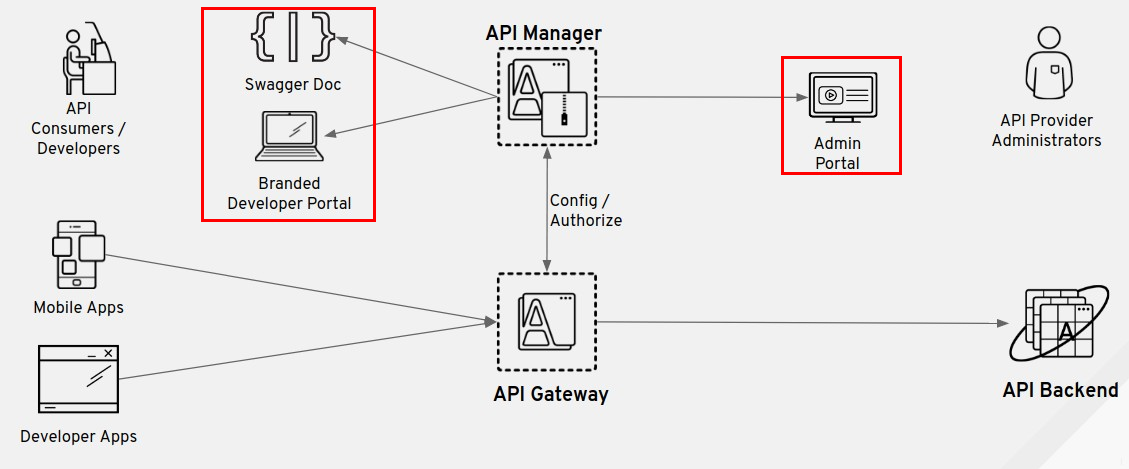 API Manager
Swagger Doc
API
Consumers /
Developers
Branded
Developer Portal
Admin
Portal
API Provider
Administrators
Config /
Authorize
Mobile Apps
API Gateway
API Backend
Developer Apps